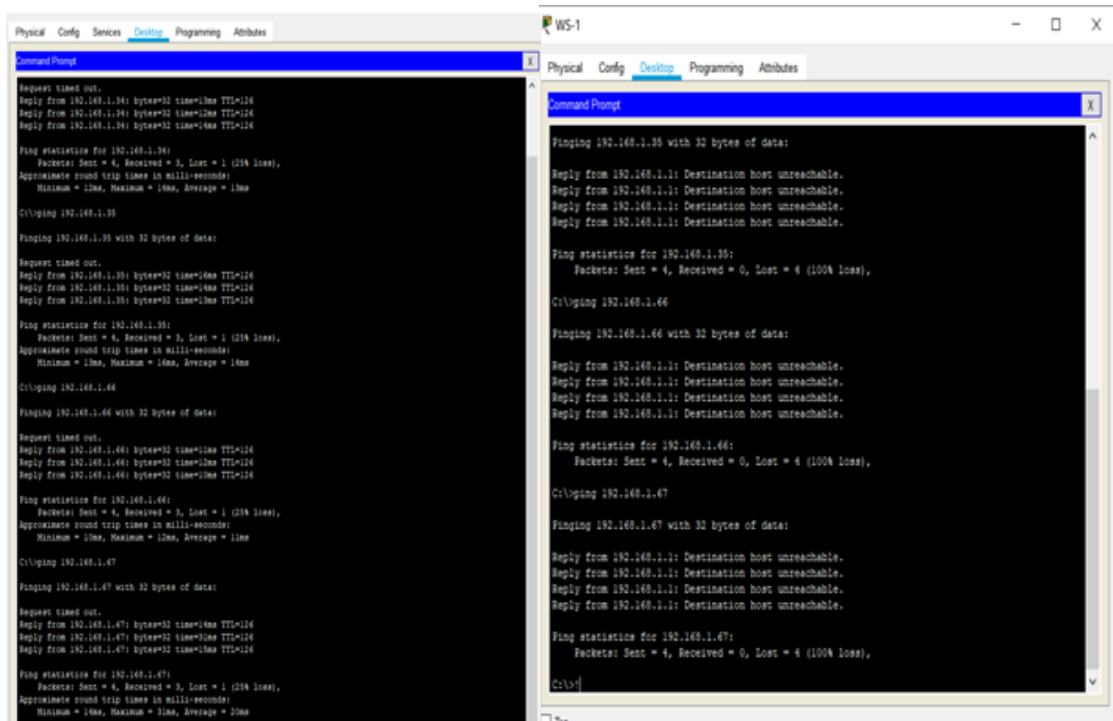 Physical Config Services Desktop Programming Attributes
Command Prompt X
Request timed out.
Reply from 192.168.1.34: bytes=32 time=13ms TTL=126
Reply from 192.168.1.34: bytes=32 time=12ms TTL=126
Reply from 192.168.1.34: bytes=32 time=14ms TTL=126
Ping statistics for 192.168.1.34:
Packets: Sent = 4, Received = 3, Lost = 1 (25% loss),
Approximate round trip times in milli-seconds:
Minimum = 12ms, Maximum = 14ms, Average = 13ms
C:\>ping 192.168.1.35
Pinging 192.168.1.35 with 32 bytes of data:
Request timed out.
Reply from 192.168.1.35: bytes=32 time=16ms TTL=126
Reply from 192.168.1.35: bytes=32 time=14ms TTL=126
Reply from 192.168.1.35: bytes=32 time=13ms TTL=126
Ping statistics for 192.168.1.35:
Packets: Sent = 4, Received = 3, Lost = 1 (25% loss),
Approximate round trip times in milli-seconds:
Minimum = 13ms, Maximum = 16ms, Average = 14ms
C:\>ping 192.168.1.66
Pinging 192.168.1.66 with 32 bytes of data:
Request timed out.
Reply from 192.168.1.66: bytes=32 time=11ms TTL=126
Reply from 192.168.1.66: bytes=32 time=12ms TTL=126
Reply from 192.168.1.66: bytes=32 time=10ms TTL=126
Ping statistics for 192.168.1.66:
Packets: Sent = 4, Received = 3, Lost = 1 (25% loss),
Approximate round trip times in milli-seconds:
Minimum = 10ms, Maximum = 12ms, Average = 11ms
C:\>ping 192.168.1.67
Pinging 192.168.1.67 with 32 bytes of data:
Request timed out.
Reply from 192.168.1.67: bytes=32 time=14ms TTL=126
Reply from 192.168.1.67: bytes=32 time=31ms TTL=126
Reply from 192.168.1.67: bytes=32 time=15ms TTL=126
Ping statistics for 192.168.1.67:
Packets: Sent = 4, Received = 3, Lost = 1 (25% loss),
Approximate round trip times in milli-seconds:
Minimum = 14ms, Maximum = 31ms, Average = 20ms
WS-1
Physical Config Desktop Programming Attributes
Command Prompt X
Pinging 192.168.1.35 with 32 bytes of data:
Reply from 192.168.1.1: Destination host unreachable.
Reply from 192.168.1.1: Destination host unreachable.
Reply from 192.168.1.1: Destination host unreachable.
Reply from 192.168.1.1: Destination host unreachable.
Ping statistics for 192.168.1.35:
Packets: Sent = 4, Received = 0, Lost = 4 (100% loss),
C:\>ping 192.168.1.66
Pinging 192.168.1.66 with 32 bytes of data:
Reply from 192.168.1.1: Destination host unreachable.
Reply from 192.168.1.1: Destination host unreachable.
Reply from 192.168.1.1: Destination host unreachable.
Reply from 192.168.1.1: Destination host unreachable.
Ping statistics for 192.168.1.66:
Packets: Sent = 4, Received = 0, Lost = 4 (100% loss),
C:\>ping 192.168.1.67
Pinging 192.168.1.67 with 32 bytes of data:
Reply from 192.168.1.1: Destination host unreachable.
Reply from 192.168.1.1: Destination host unreachable.
Reply from 192.168.1.1: Destination host unreachable.
Reply from 192.168.1.1: Destination host unreachable.
Ping statistics for 192.168.1.67:
Packets: Sent = 4, Received = 0, Lost = 4 (100% loss),
C:\>